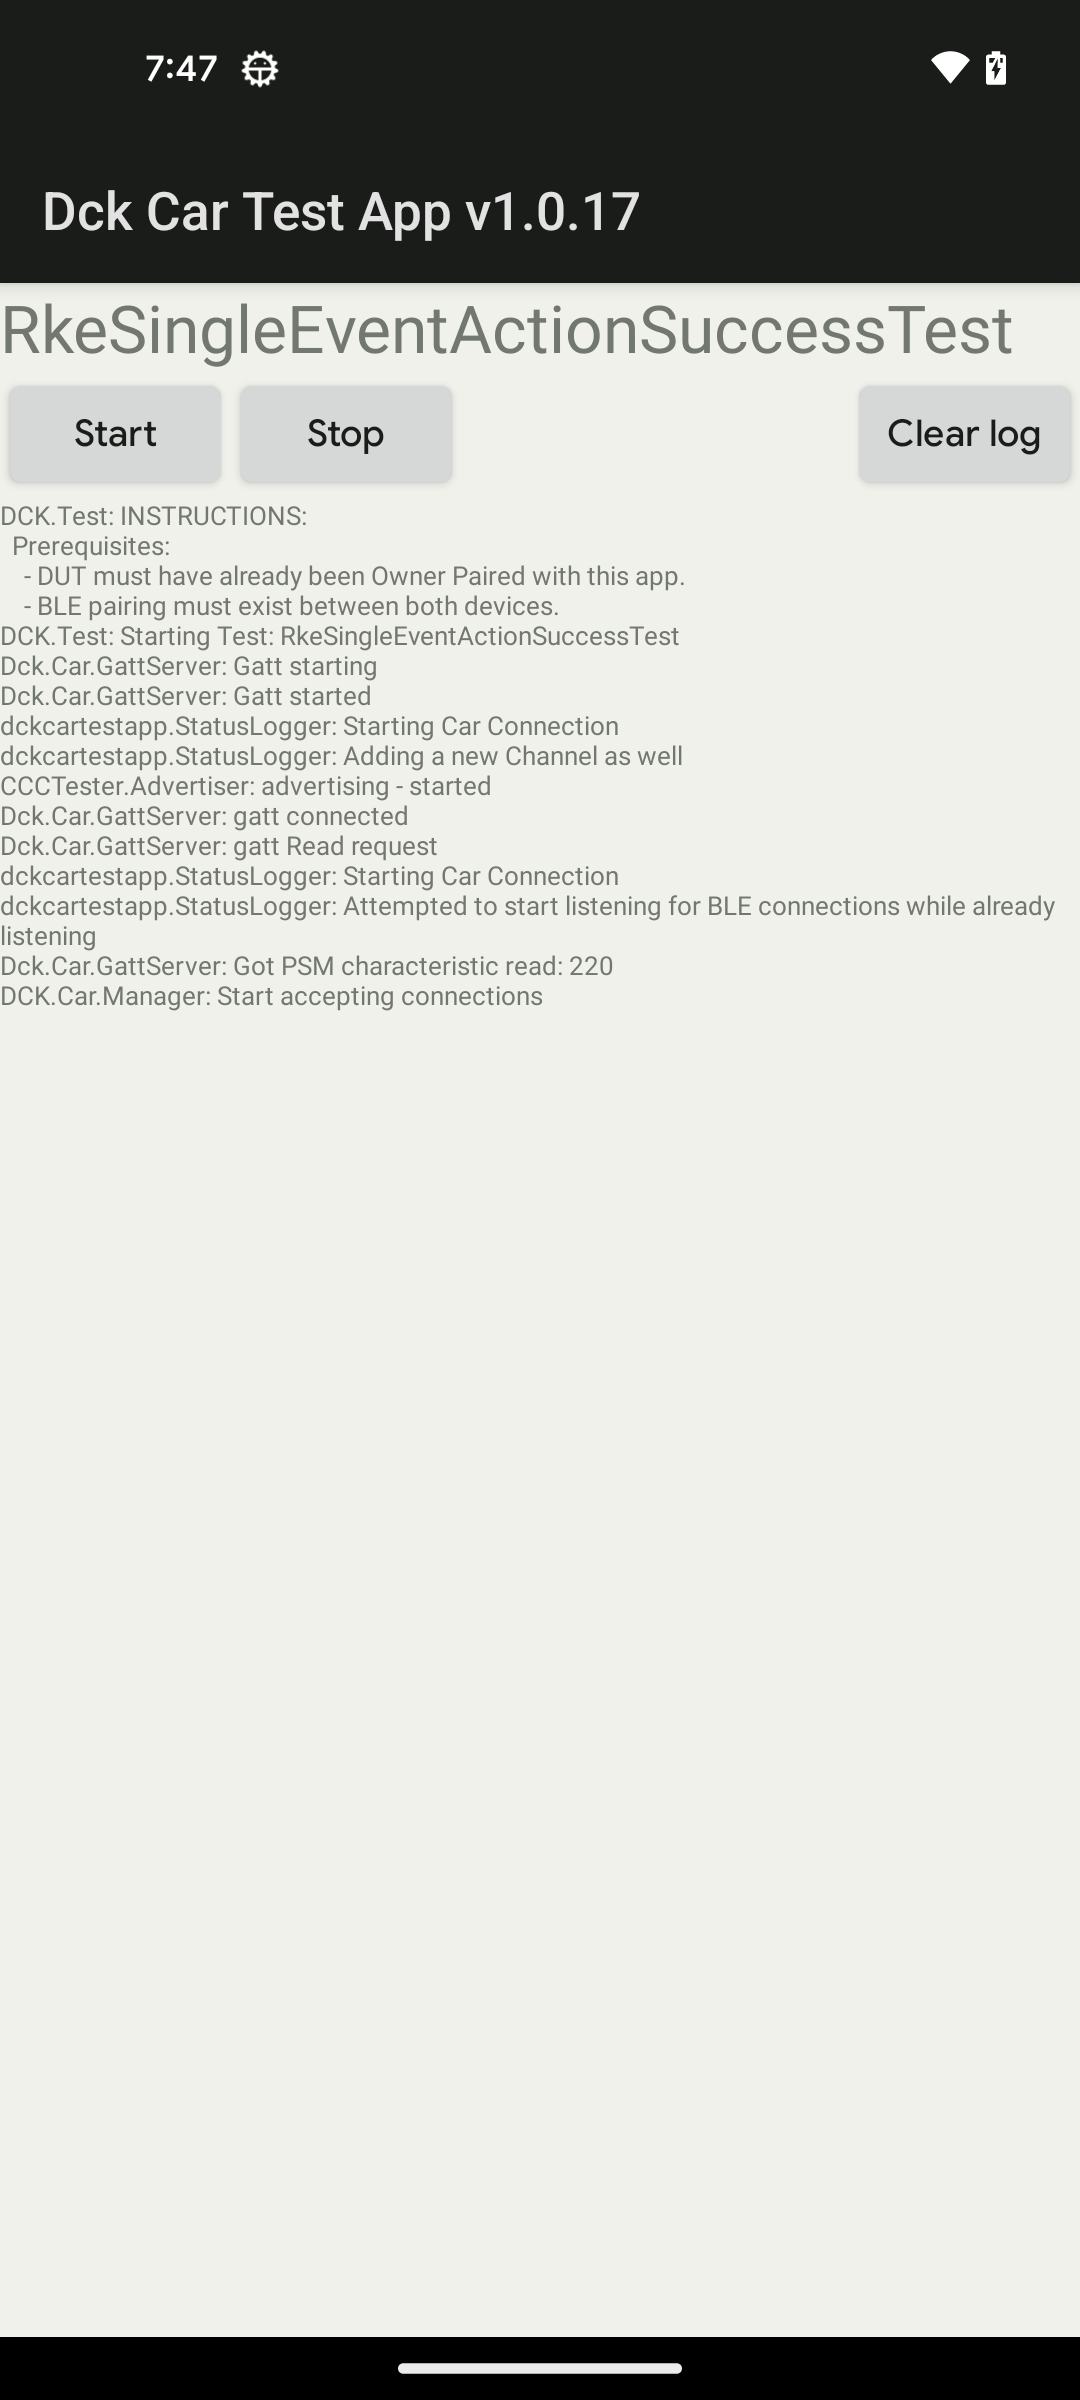 7:47
Dck Car Test App v1.0.17
RkeSingleEventActionSuccessTest
Start
Stop
Clear log
DCK.Test: INSTRUCTIONS:
Prerequisites:
- DUT must have already been Owner Paired with this app.
- BLE pairing must exist between both devices.
DCK.Test: Starting Test: RkeSingleEventActionSuccessTest
Dck.Car.GattServer: Gatt starting
Dck.Car.GattServer: Gatt started
dckcartestapp.StatusLogger: Starting Car Connection
dckcartestapp.StatusLogger: Adding a new Channel as well
CCCTester.Advertiser: advertising - started
Dck.Car.GattServer: gatt connected
Dck.Car.GattServer: gatt Read request
dckcartestapp.StatusLogger: Starting Car Connection
dckcartestapp.StatusLogger: Attempted to start listening for BLE connections while already
listening
Dck.Car.GattServer: Got PSM characteristic read: 220
DCK.Car.Manager: Start accepting connections